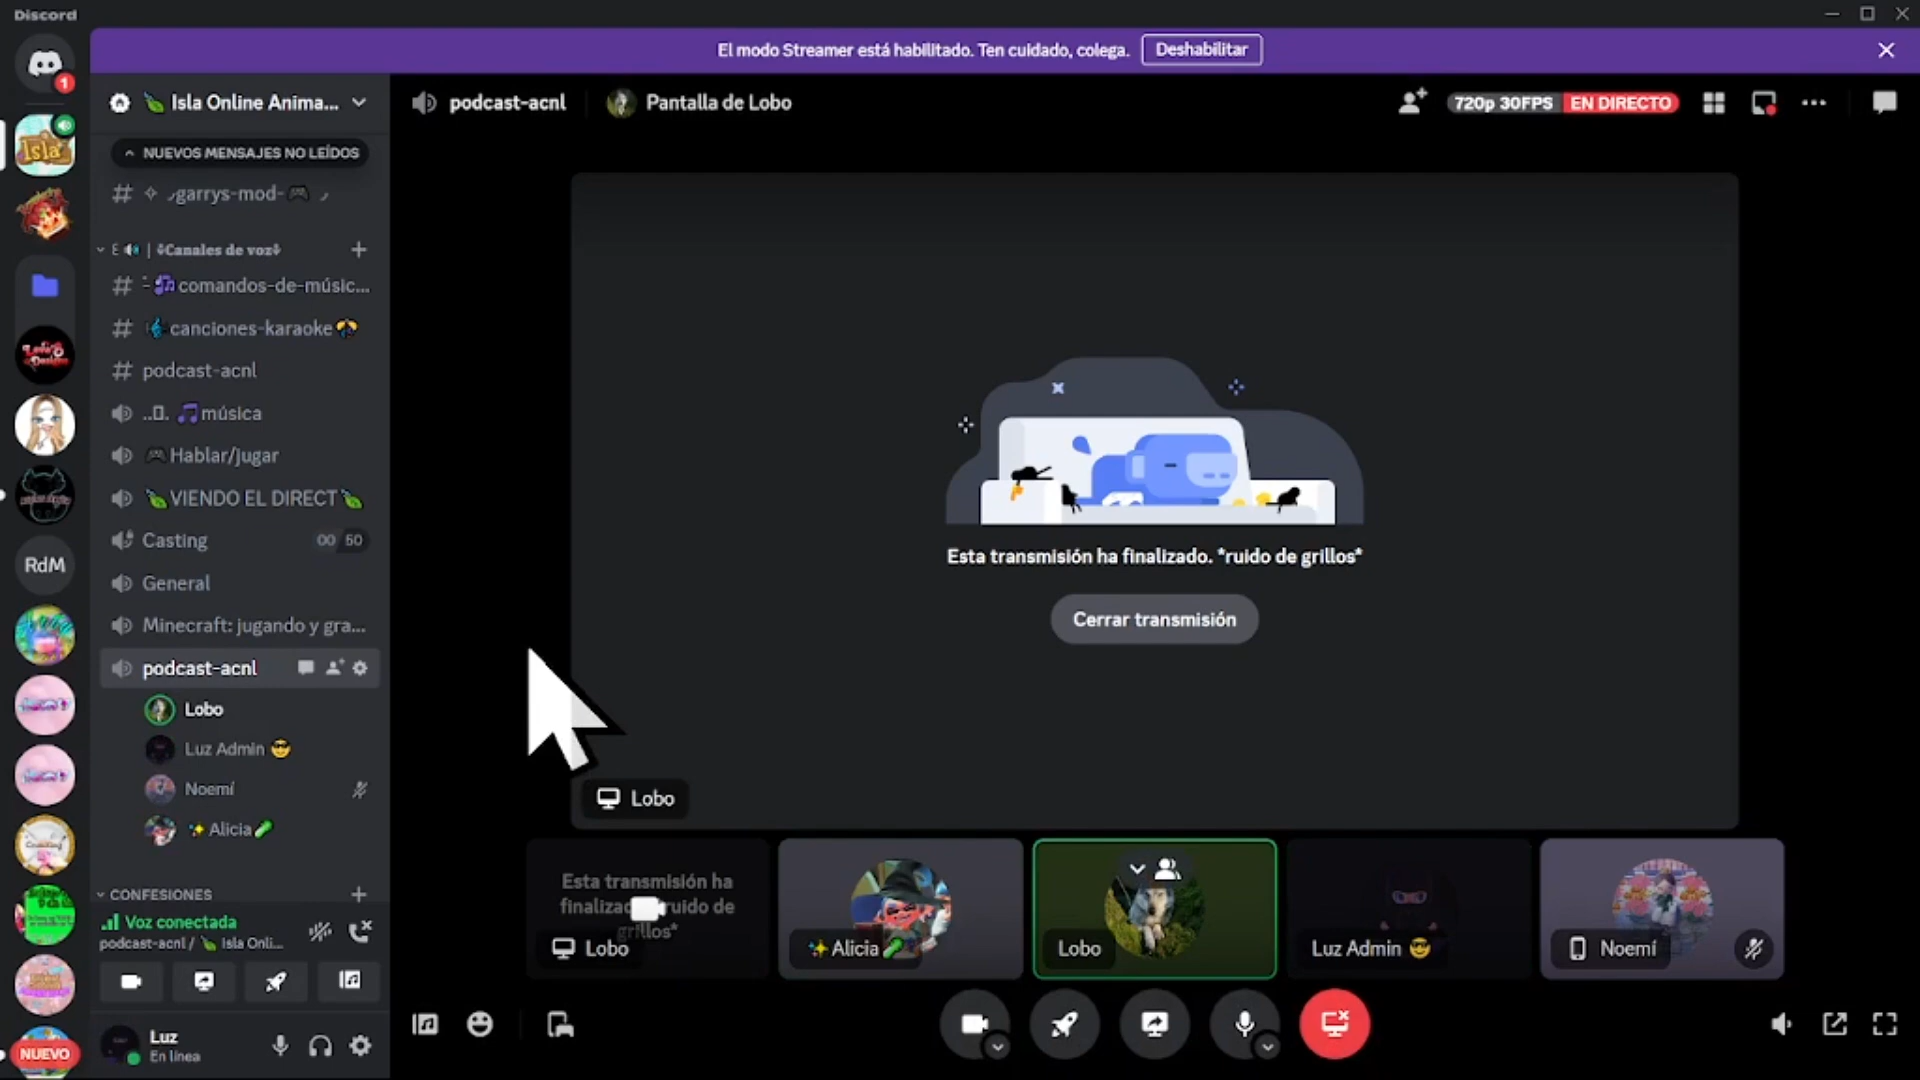 Discord
El modo Streamer está habilitado. Ten cuidado, colega.
Deshabilitar
1
Isla Online Anima...
NUEVOS MENSAJES NO LEÍDOS
garrys-mod-
E | Canales de voz
comandos-de-músic...
canciones-karaoke
podcast-acnl
música
Hablar/jugar
VIENDO EL DIRECT
Casting
00 50
General
Minecraft: jugando y gra...
podcast-acnl
Lobo
Luz Admin 😎
Noemí
✨Alicia
CONFESIONES
Voz conectada
podcast-acnl / Isla Onli...
Luz
En línea
Isla
RdM
NUEVO
podcast-acnl
Pantalla de Lobo
720p 30FPS
EN DIRECTO
Esta transmisión ha finalizado. *ruido de grillos*
Cerrar transmisión
Lobo
Esta transmisión ha
finalizado ruido de
grillos*
Lobo
✨Alicia
Lobo
Luz Admin 😎
Noemí